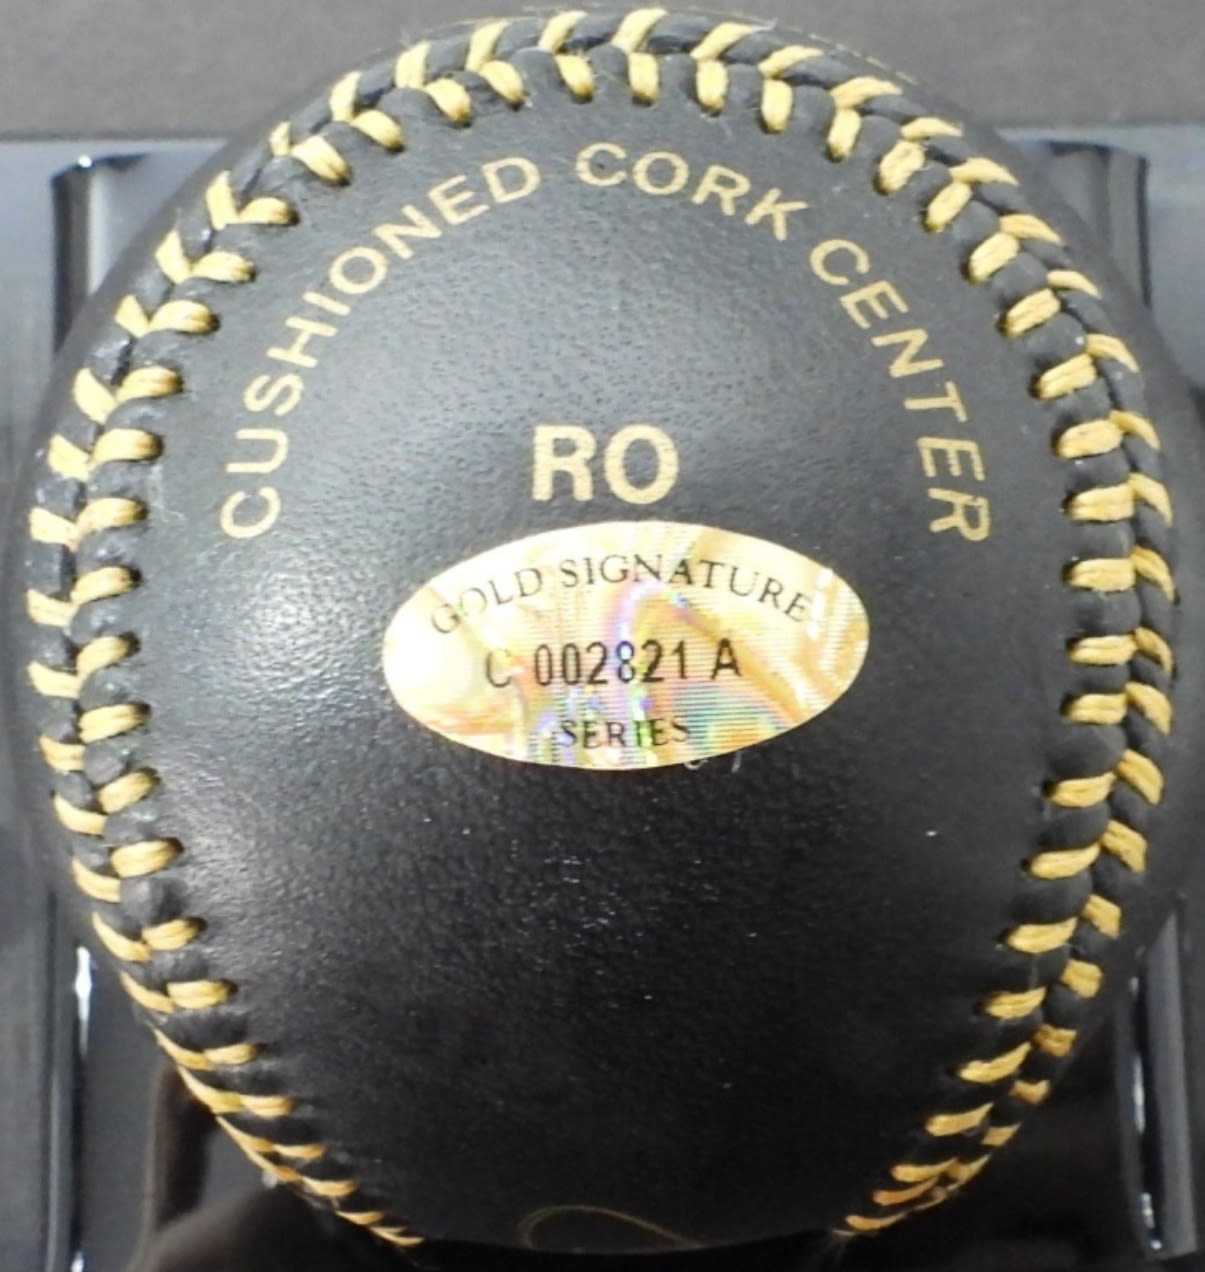 CUSHIONED CORK CENTER
RO
GOLD SIGNATURE
C 002821 A
SERIES